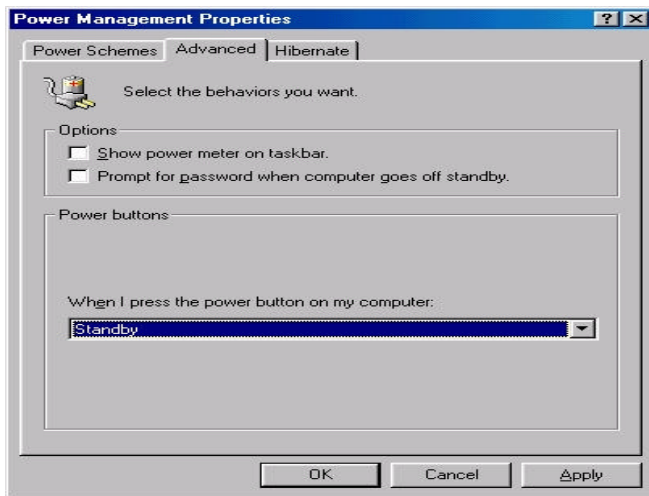 Power Management Properties
Power Schemes Advanced Hibernate
Select the behaviors you want.
Options
Show power meter on taskbar.
Prompt for password when computer goes off standby.
Power buttons
When I press the power button on my computer:
Standby
OK Cancel Apply